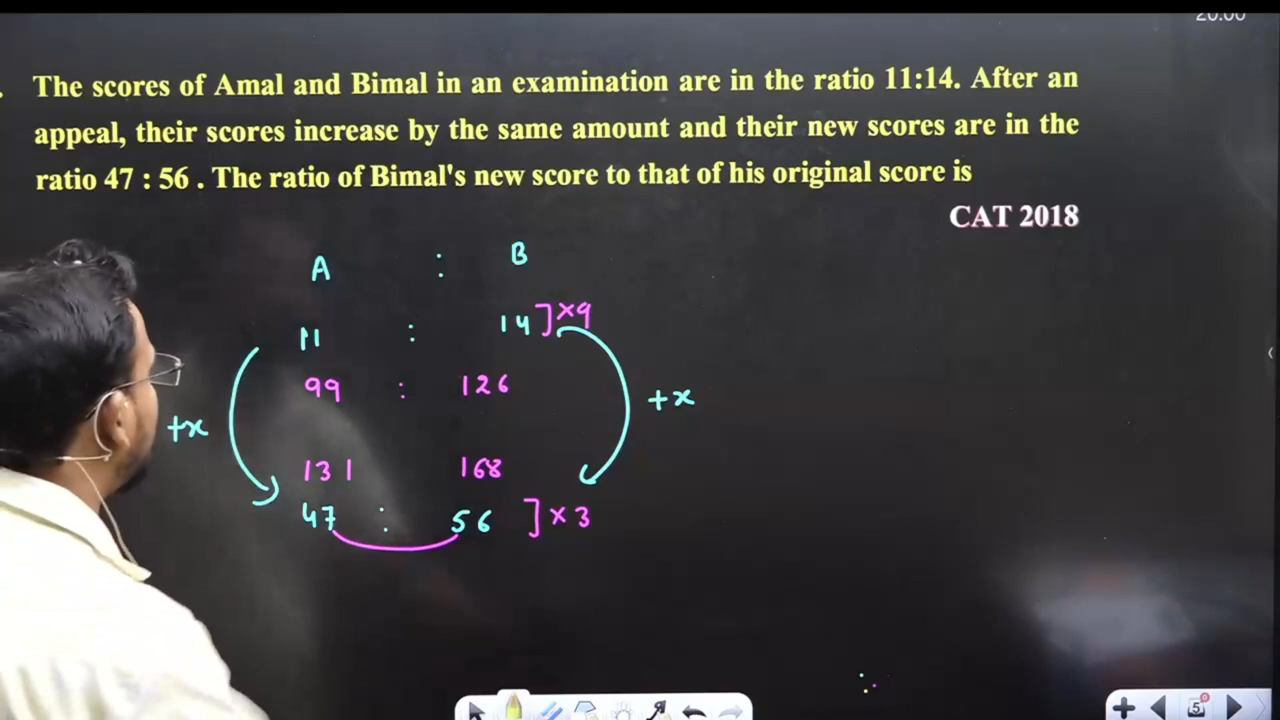 20:00
The scores of Amal and Bimal in an examination are in the ratio 11:14. After an
appeal, their scores increase by the same amount and their new scores are in the
ratio 47 : 56 . The ratio of Bimal's new score to that of his original score is
CAT 2018
A : B
11 : 14 ] ×9
99 : 126
+x +x
131 168
47 : 56 ] × 3
5